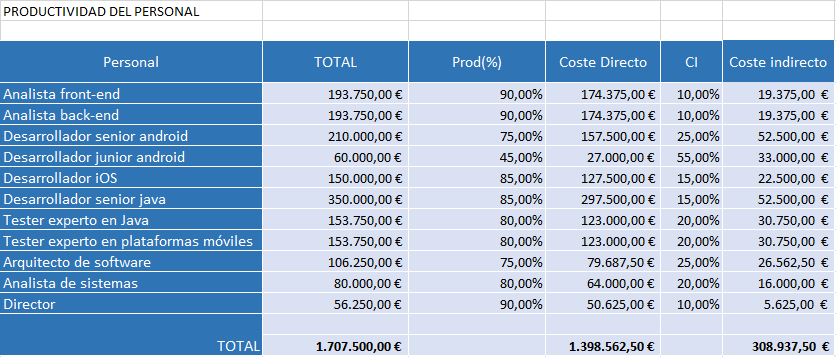 PRODUCTIVIDAD DEL PERSONAL
Personal TOTAL Prod(%) Coste Directo CI Coste indirecto
Analista front-end 193.750,00 € 90,00% 174.375,00 € 10,00% 19.375,00 €
Analista back-end 193.750,00 € 90,00% 174.375,00 € 10,00% 19.375,00 €
Desarrollador senior android 210.000,00 € 75,00% 157.500,00 € 25,00% 52.500,00 €
Desarrollador junior android 60.000,00 € 45,00% 27.000,00 € 55,00% 33.000,00 €
Desarrollador iOS 150.000,00 € 85,00% 127.500,00 € 15,00% 22.500,00 €
Desarrollador senior java 350.000,00 € 85,00% 297.500,00 € 15,00% 52.500,00 €
Tester experto en Java 153.750,00 € 80,00% 123.000,00 € 20,00% 30.750,00 €
Tester experto en plataformas móviles 153.750,00 € 80,00% 123.000,00 € 20,00% 30.750,00 €
Arquitecto de software 106.250,00 € 75,00% 79.687,50 € 25,00% 26.562,50 €
Analista de sistemas 80.000,00 € 80,00% 64.000,00 € 20,00% 16.000,00 €
Director 56.250,00 € 90,00% 50.625,00 € 10,00% 5.625,00 €
TOTAL 1.707.500,00 € 1.398.562,50 € 308.937,50 €